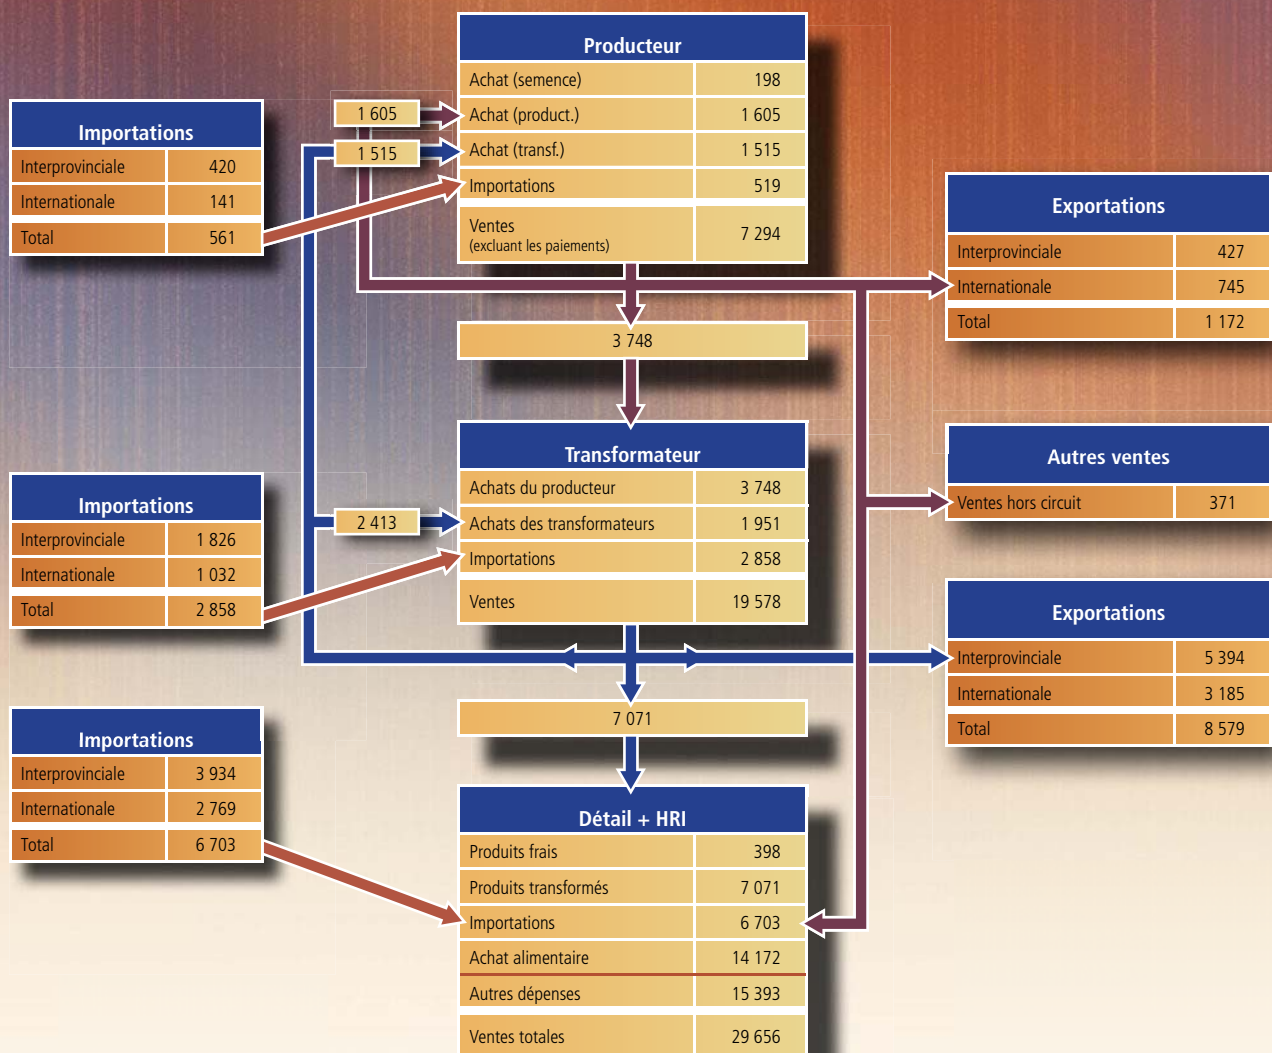 Producteur
Achat (semence) 198
Achat (product.) 1 605
Achat (transf.) 1 515
Importations 519
Ventes
(excluant les paiements) 7 294
1 605
1 515
Importations
Interprovinciale 420
Internationale 141
Total 561
Exportations
Interprovinciale 427
Internationale 745
Total 1 172
3 748
Transformateur
Achats du producteur 3 748
Achats des transformateurs 1 951
Importations 2 858
Ventes 19 578
2 413
Importations
Interprovinciale 1 826
Internationale 1 032
Total 2 858
Autres ventes
Ventes hors circuit 371
Exportations
Interprovinciale 5 394
Internationale 3 185
Total 8 579
7 071
Importations
Interprovinciale 3 934
Internationale 2 769
Total 6 703
Détail + HRI
Produits frais 398
Produits transformés 7 071
Importations 6 703
Achat alimentaire 14 172
Autres dépenses 15 393
Ventes totales 29 656